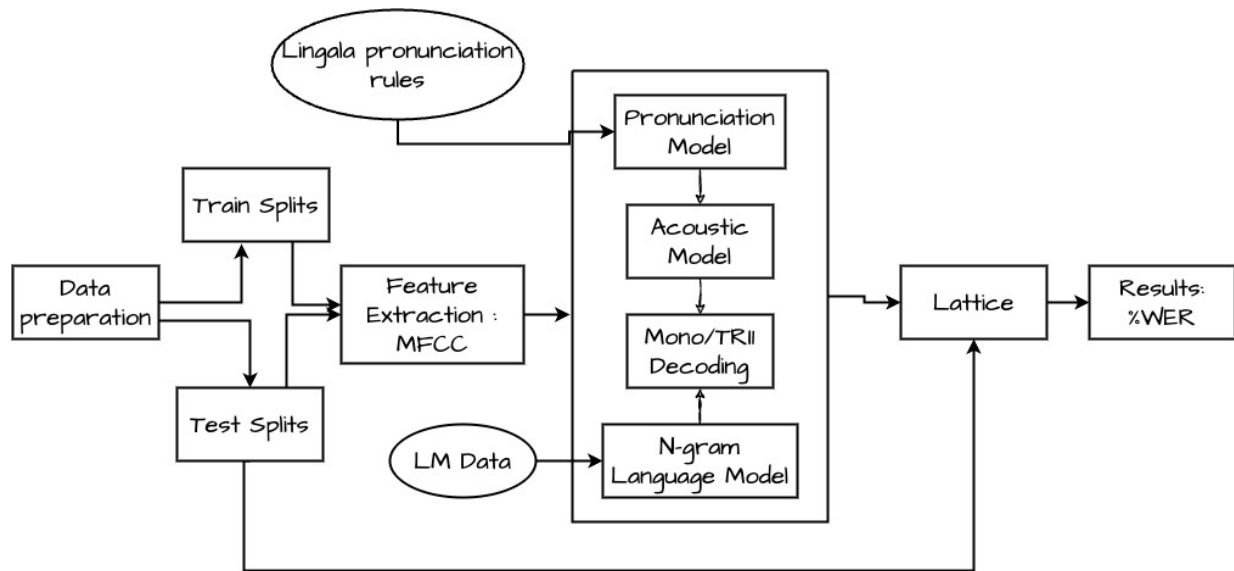 Lingala pronunciation
rules
Pronunciation
Model
Train Splits
Acoustic
Model
Data
preparation
Feature
Extraction :
MFCC
Lattice
Results:
%WER
Mono/TRI1
Decoding
Test Splits
LM Data
N-gram
Language Model